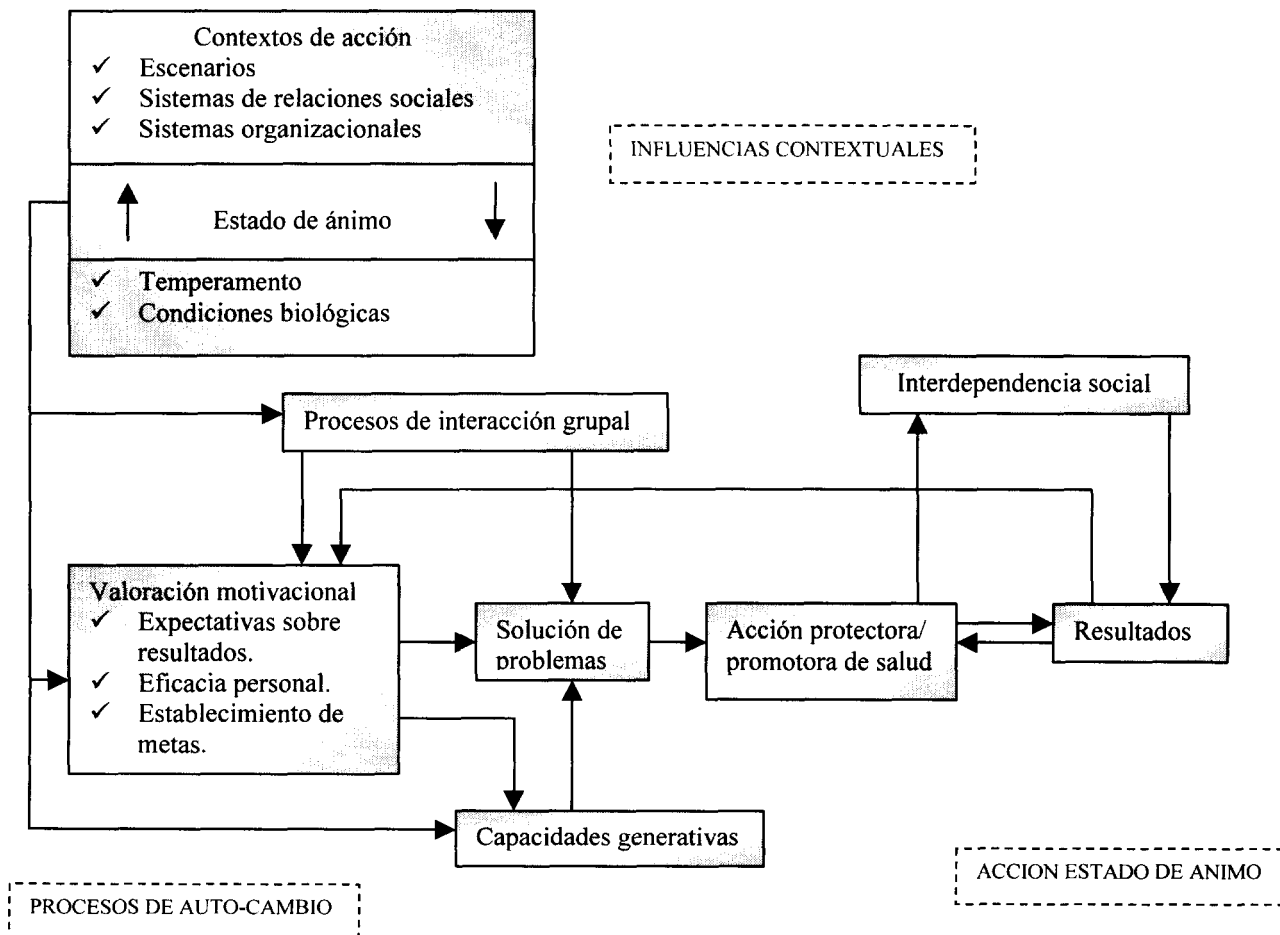 Contextos de acción
✓ Escenarios
✓ Sistemas de relaciones sociales
✓ Sistemas organizacionales
INFLUENCIAS CONTEXTUALES
Estado de ánimo
✓ Temperamento
✓ Condiciones biológicas
Interdependencia social
Procesos de interacción grupal
Valoración motivacional
✓ Expectativas sobre
resultados.
✓ Eficacia personal.
✓ Establecimiento de
metas.
Solución de
problemas
Acción protectora/
promotora de salud
Resultados
Capacidades generativas
ACCION ESTADO DE ANIMO
PROCESOS DE AUTO-CAMBIO